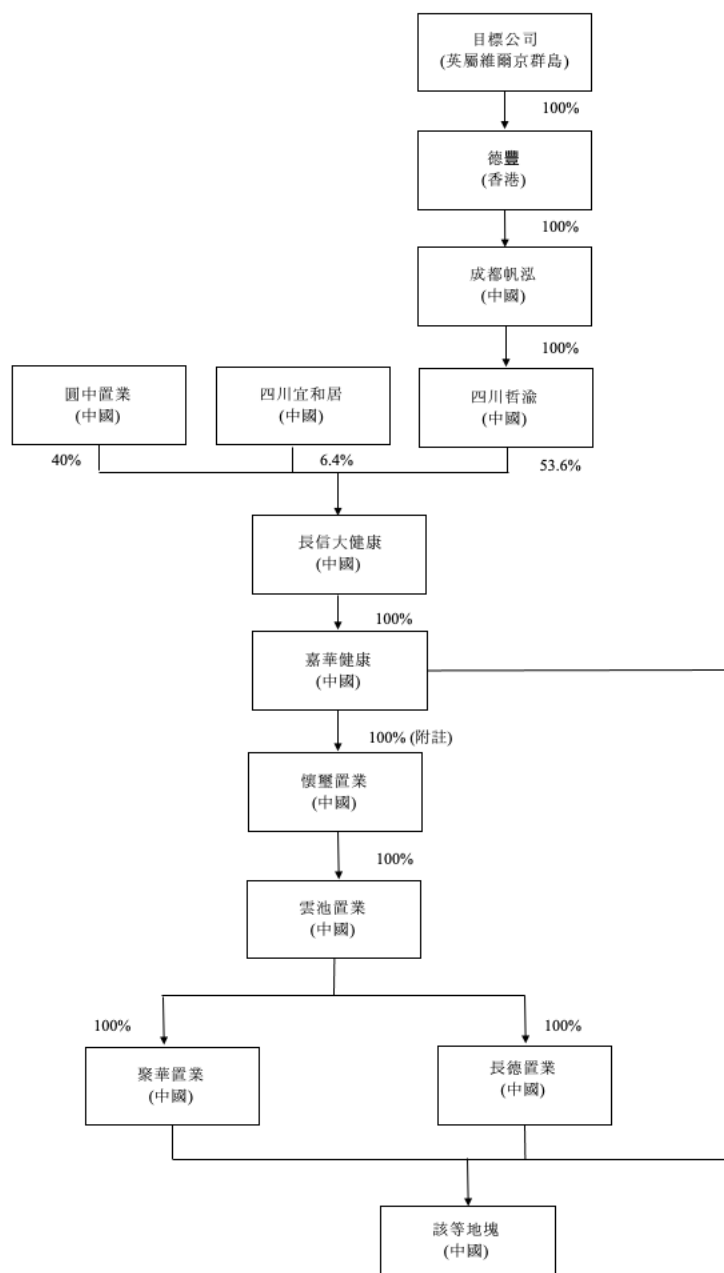 目標公司
(英屬維爾京群島)
100%
德豐
(香港)
100%
成都帆泓
(中國)
100%
圓中置業
(中國)
四川宜和居
(中國)
四川哲渝
(中國)
40%
6.4%
53.6%
長信大健康
(中國)
100%
嘉華健康
(中國)
100% (附註)
懷璽置業
(中國)
100%
雲池置業
(中國)
100%
100%
聚華置業
(中國)
長德置業
(中國)
該等地塊
(中國)